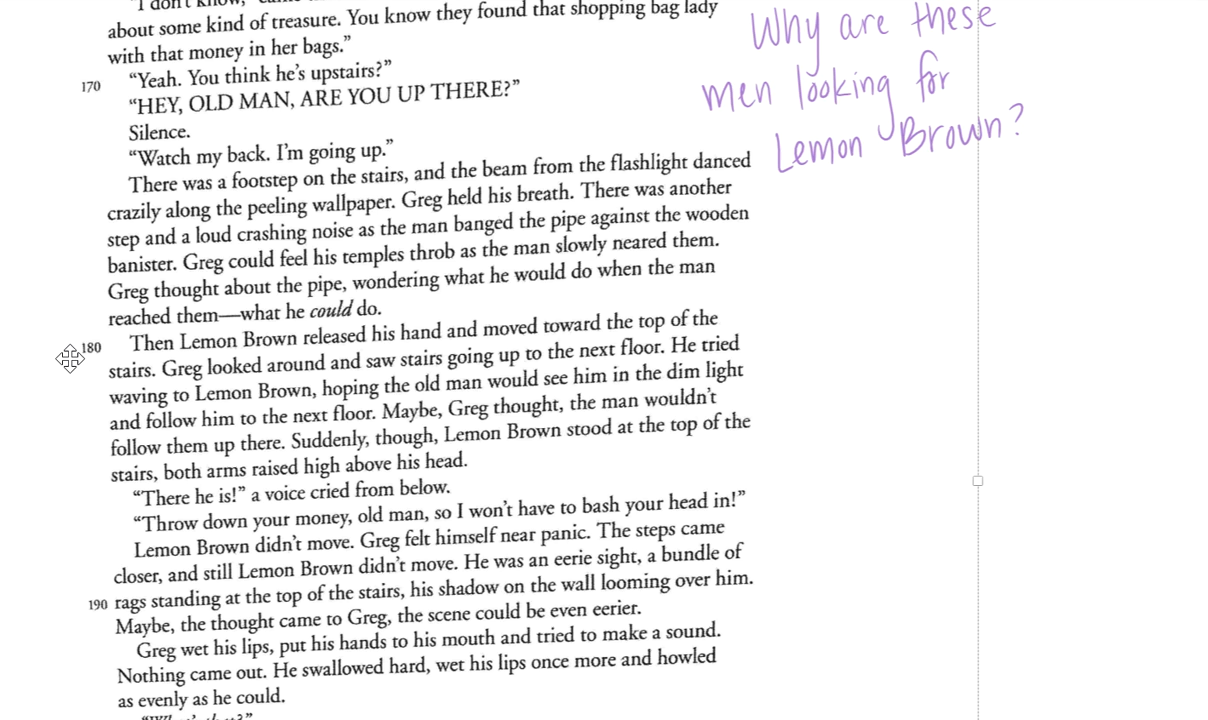 about some kind of treasure. You know they found that shopping bag lady
with that money in her bags.”
170 “Yeah. You think he’s upstairs?”
“HEY, OLD MAN, ARE YOU UP THERE?”
Silence.
“Watch my back. I’m going up.”
There was a footstep on the stairs, and the beam from the flashlight danced
crazily along the peeling wallpaper. Greg held his breath. There was another
step and a loud crashing noise as the man banged the pipe against the wooden
banister. Greg could feel his temples throb as the man slowly neared them.
Greg thought about the pipe, wondering what he would do when the man
reached them—what he could do.
180 Then Lemon Brown released his hand and moved toward the top of the
stairs. Greg looked around and saw stairs going up to the next floor. He tried
waving to Lemon Brown, hoping the old man would see him in the dim light
and follow him to the next floor. Maybe, Greg thought, the man wouldn’t
follow them up there. Suddenly, though, Lemon Brown stood at the top of the
stairs, both arms raised high above his head.
“There he is!” a voice cried from below.
“Throw down your money, old man, so I won’t have to bash your head in!”
Lemon Brown didn’t move. Greg felt himself near panic. The steps came
closer, and still Lemon Brown didn’t move. He was an eerie sight, a bundle of
190 rags standing at the top of the stairs, his shadow on the wall looming over him.
Maybe, the thought came to Greg, the scene could be even eerier.
Greg wet his lips, put his hands to his mouth and tried to make a sound.
Nothing came out. He swallowed hard, wet his lips once more and howled
as evenly as he could.
Why are these
men looking for
Lemon Brown?